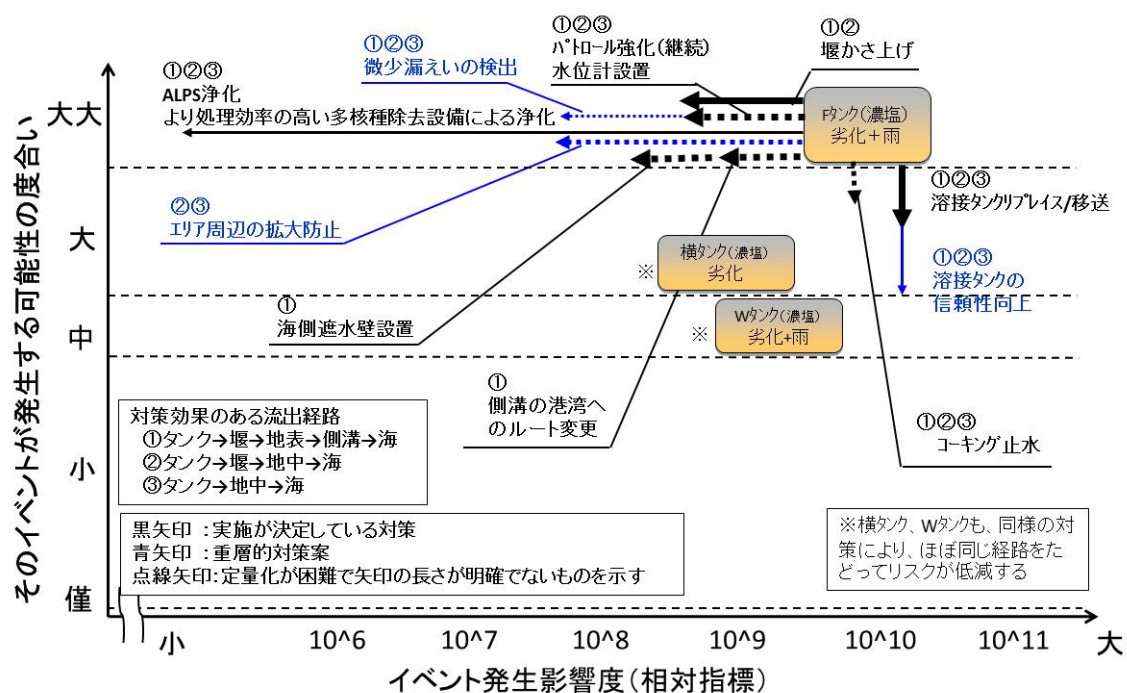 そのイベントが発生する可能性の度合い
大大
大
中
小
僅
①②③
ALPS浄化
より処理効率の高い多核種除去設備による浄化
①②③
微少漏えいの検出
①②③
ﾊﾟﾄﾛｰﾙ強化(継続)
水位計設置
①②
堰かさ上げ
Fﾀﾝｸ(濃塩)
劣化+雨
①②③
溶接ﾀﾝｸﾘﾌﾟﾚｲｽ/移送
②③
ｴﾘｱ周辺の拡大防止
※
横ﾀﾝｸ(濃塩)
劣化
①②③
溶接ﾀﾝｸの
信頼性向上
①
海側遮水壁設置
※
Wﾀﾝｸ(濃塩)
劣化+雨
①
側溝の港湾へ
のルート変更
①②③
ｺｰｷﾝｸﾞ止水
対策効果のある流出経路
①ﾀﾝｸ→堰→地表→側溝→海
②ﾀﾝｸ→堰→地中→海
③ﾀﾝｸ→地中→海
黒矢印 :実施が決定している対策
青矢印 :重層的対策案
点線矢印:定量化が困難で矢印の長さが明確でないものを示す
※横ﾀﾝｸ、Wﾀﾝｸも、同様の対
策により、ほぼ同じ経路をた
どってリスクが低減する
小 10^6 10^7 10^8 10^9 10^10 10^11 大
イベント発生影響度(相対指標)